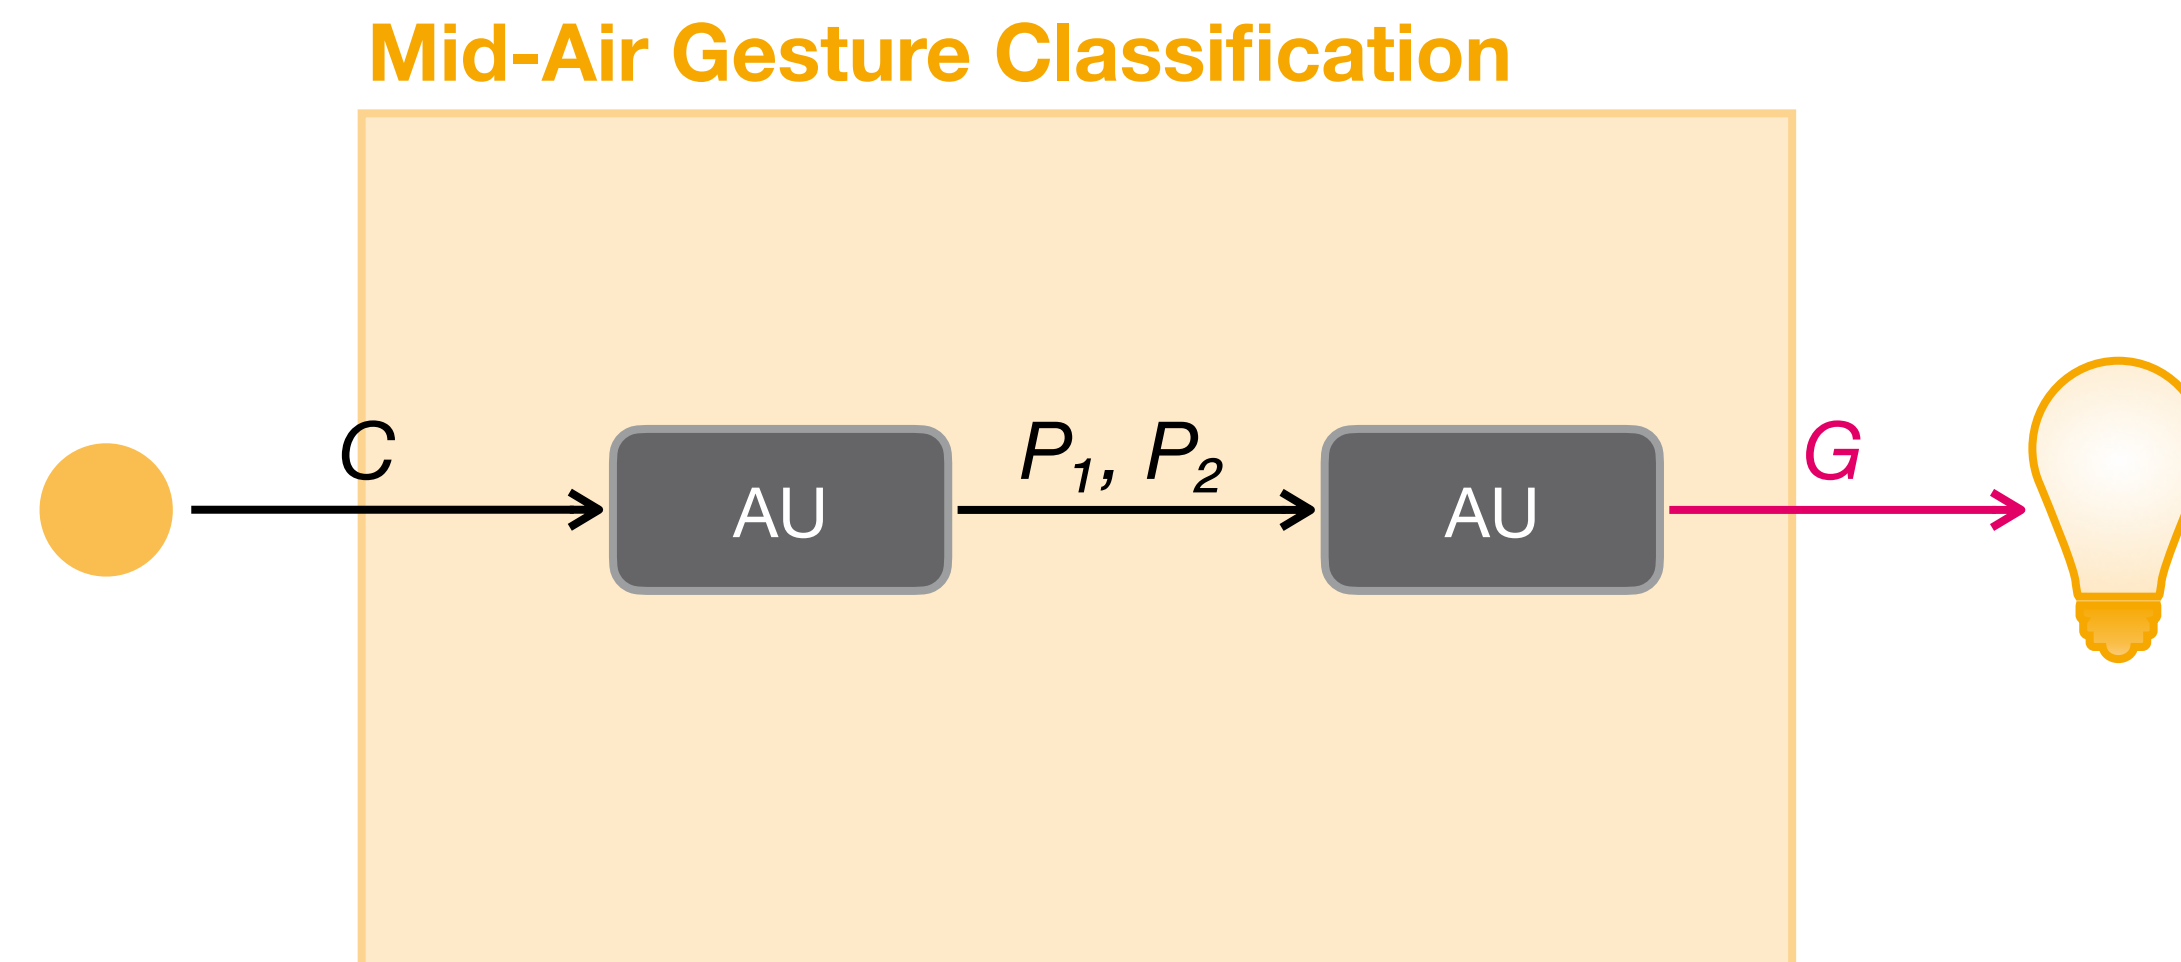 Mid-Air Gesture Classification
C
P₁, P₂
G
AU
AU